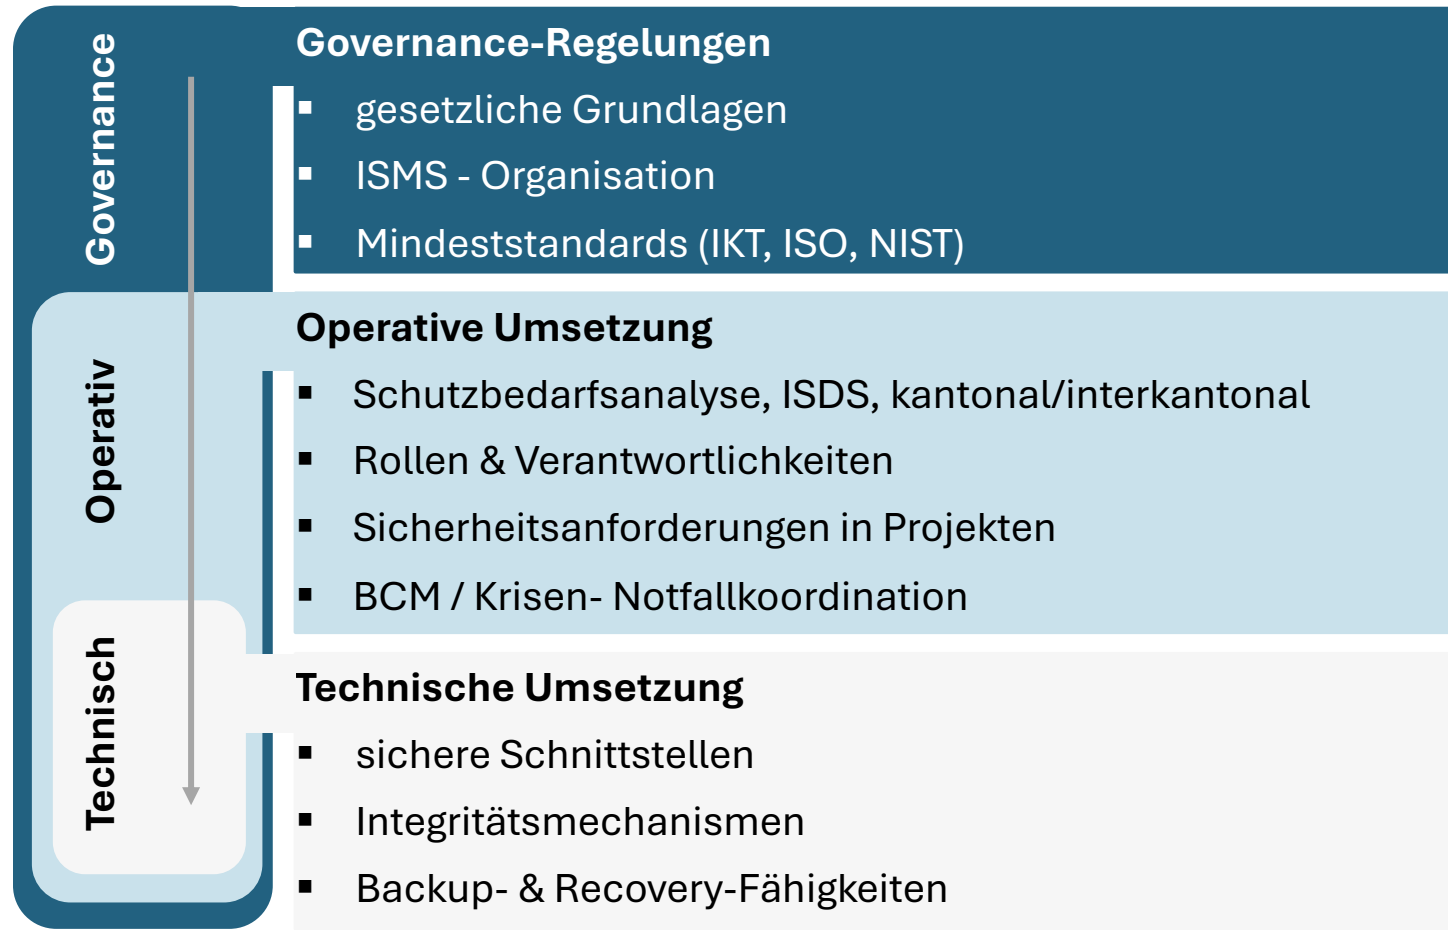 Governance
Governance-Regelungen
▪ gesetzliche Grundlagen
▪ ISMS - Organisation
▪ Mindeststandards (IKT, ISO, NIST)
Operativ
Operative Umsetzung
▪ Schutzbedarfsanalyse, ISDS, kantonal/interkantonal
▪ Rollen & Verantwortlichkeiten
▪ Sicherheitsanforderungen in Projekten
▪ BCM / Krisen- Notfallkoordination
Technisch
Technische Umsetzung
▪ sichere Schnittstellen
▪ Integritätsmechanismen
▪ Backup- & Recovery-Fähigkeiten